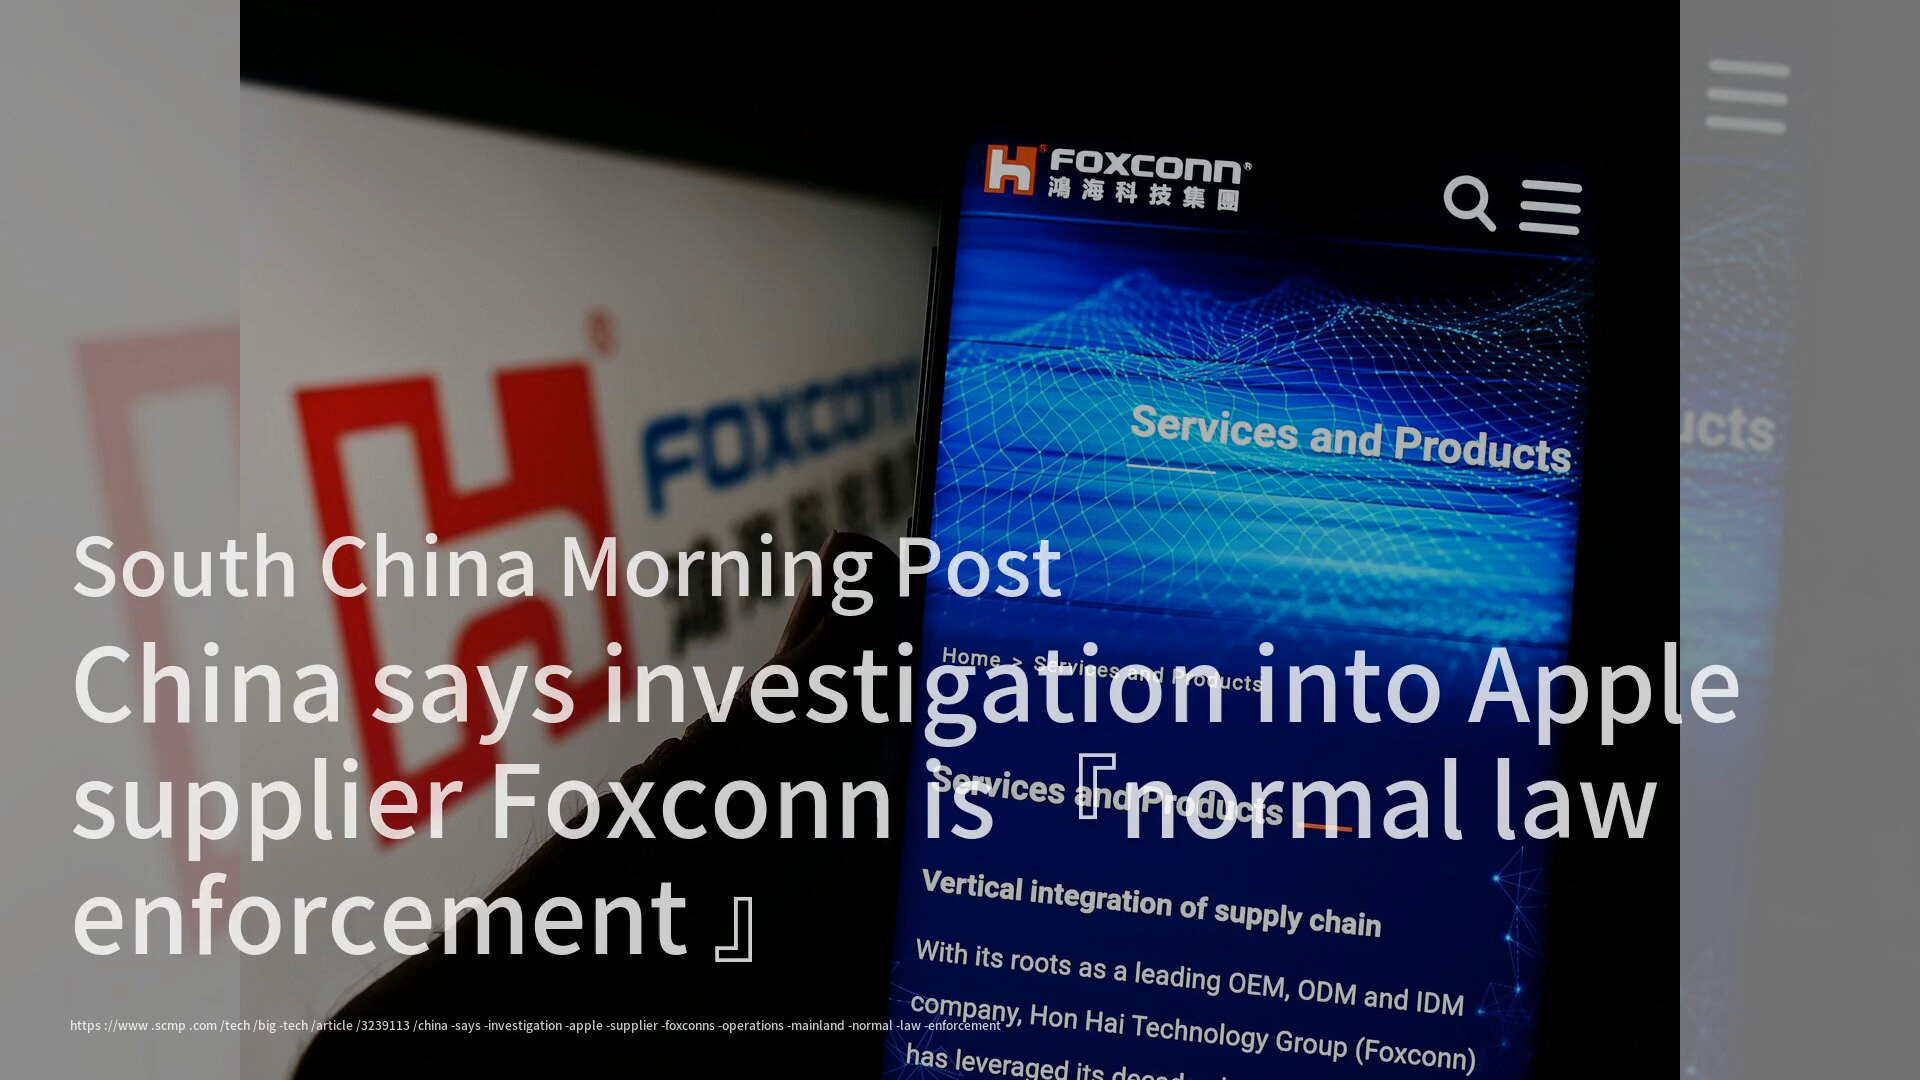 FOXCONN®
鴻海科技集團
Services and Products
ucts
®
FOXCONN
South China Morning Post
Home > Services and Products
China says investigation into Apple
supplier Foxconn is 『normal law
enforcement 』
Services and Products
Vertical integration of supply chain
With its roots as a leading OEM, ODM and IDM
company, Hon Hai Technology Group (Foxconn)
has leveraged its
https ://www .scmp .com /tech /big -tech /article /3239113 /china -says -investigation -apple -supplier -foxconns -operations -mainland -normal -law -enforcement